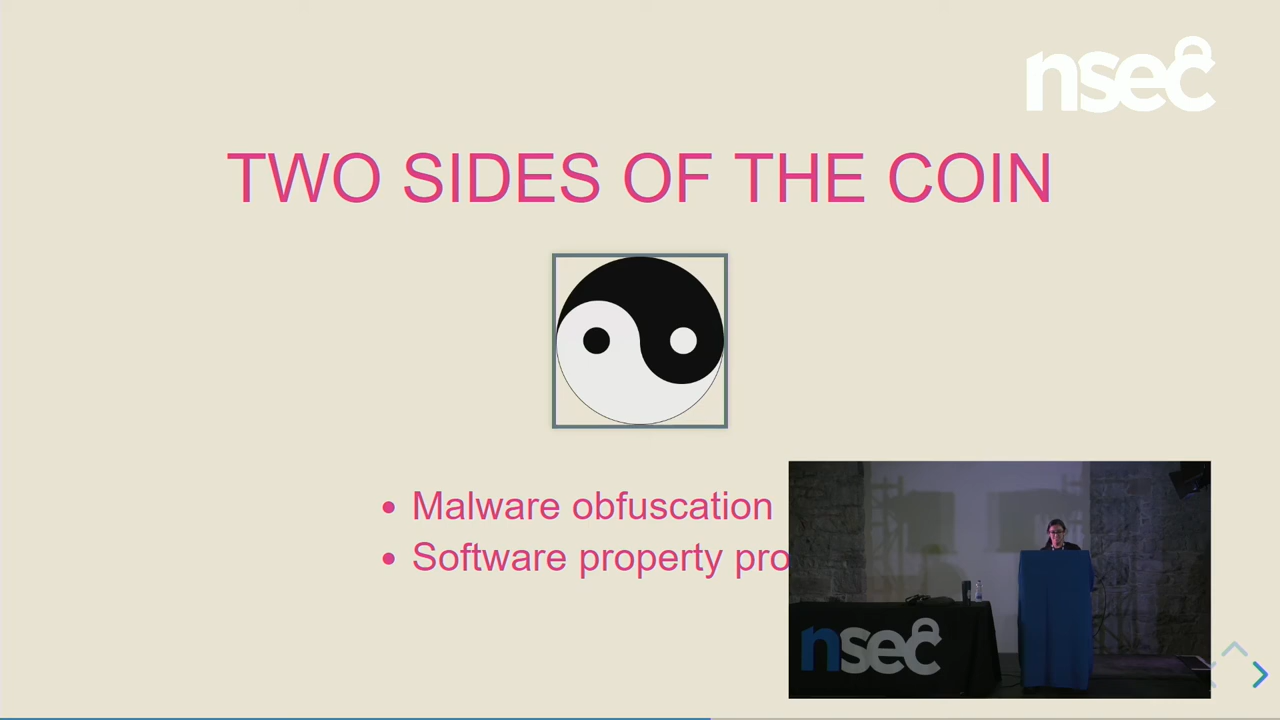 nsec
TWO SIDES OF THE COIN
• Malware obfuscation
• Software property pro
nsec